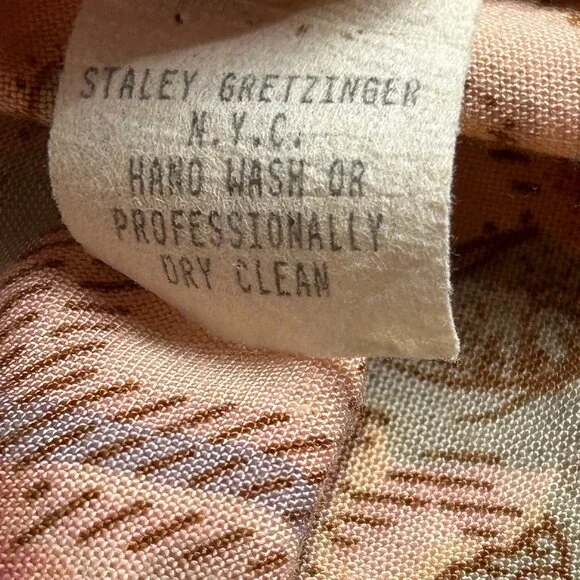 STALEY GRETZINGER
N.Y.C.
HAND WASH OR
PROFESSIONALLY
DRY CLEAN